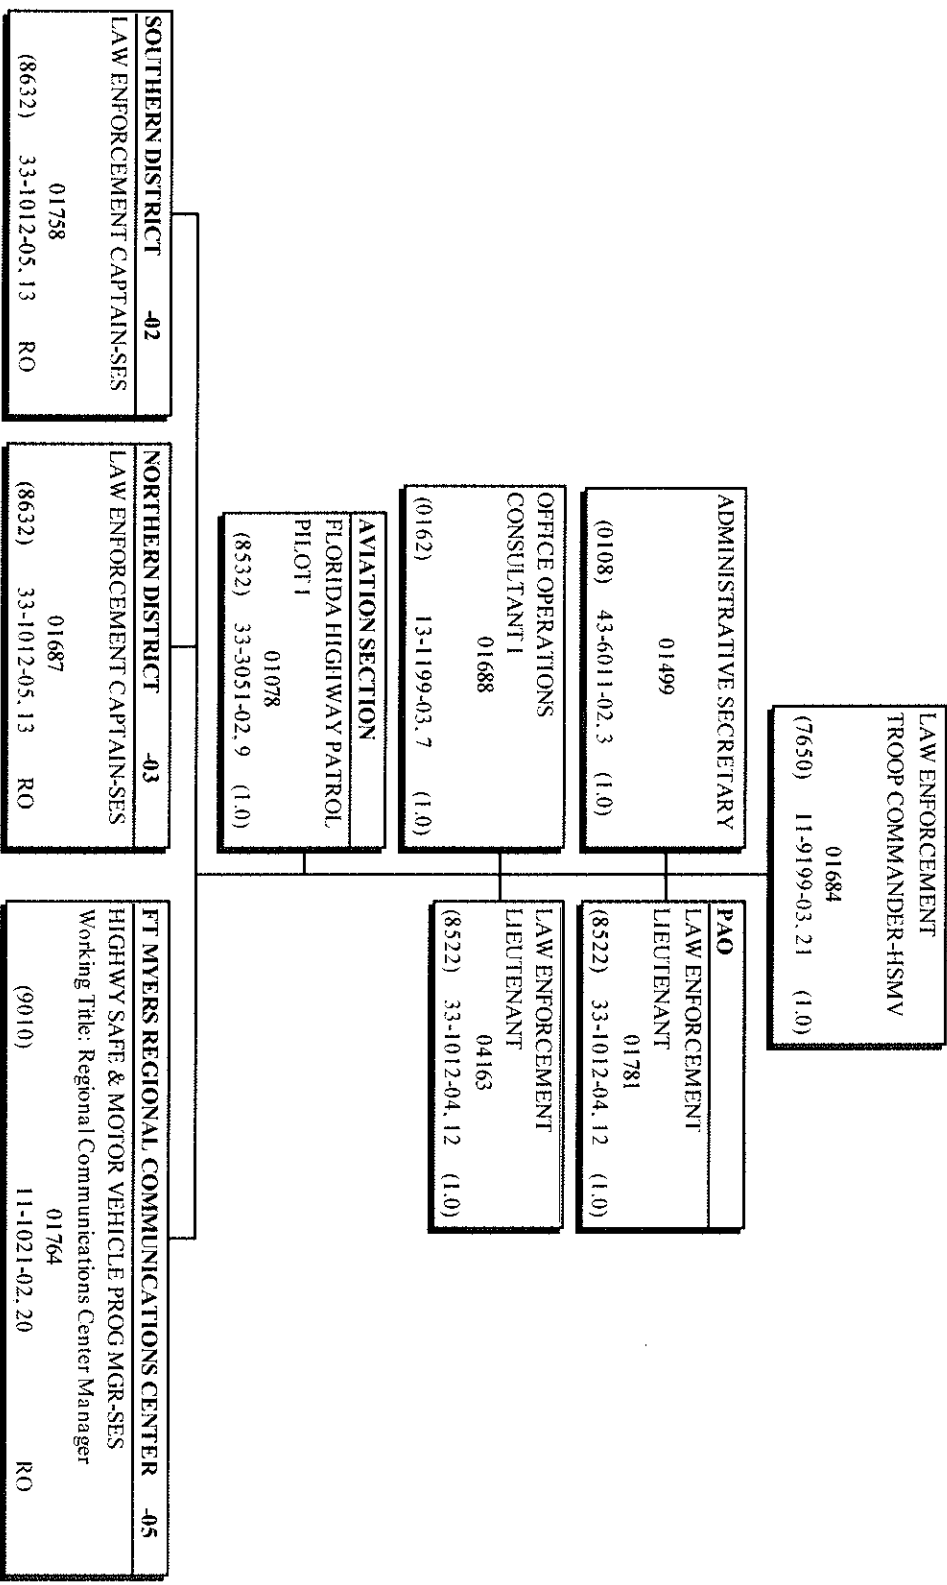 LAW ENFORCEMENT
TROOP COMMANDER-HSMV
01684
(7650) 11-9199-03. 21 (1.0)
ADMINISTRATIVE SECRETARY
01499
(0108) 43-6011-02. 3 (1.0)
PAO
LAW ENFORCEMENT
LIEUTENANT
01781
(8522) 33-1012-04. 12 (1.0)
OFFICE OPERATIONS
CONSULTANT I
01688
(0162) 13-1199-03. 7 (1.0)
LAW ENFORCEMENT
LIEUTENANT
04163
(8522) 33-1012-04. 12 (1.0)
AVIATION SECTION
FLORIDA HIGHWAY PATROL
PILOT I
01078
(8532) 33-3051-02. 9 (1.0)
SOUTHERN DISTRICT -02
LAW ENFORCEMENT CAPTAIN-SES
01758
(8632) 33-1012-05. 13 RO
NORTHERN DISTRICT -03
LAW ENFORCEMENT CAPTAIN-SES
01687
(8632) 33-1012-05. 13 RO
FT MYERS REGIONAL COMMUNICATIONS CENTER -05
HIGHWY SAFE & MOTOR VEHICLE PROG MGR-SES
Working Title: Regional Communications Center Manager
01764
(9010) 11-1021-02. 20 RO